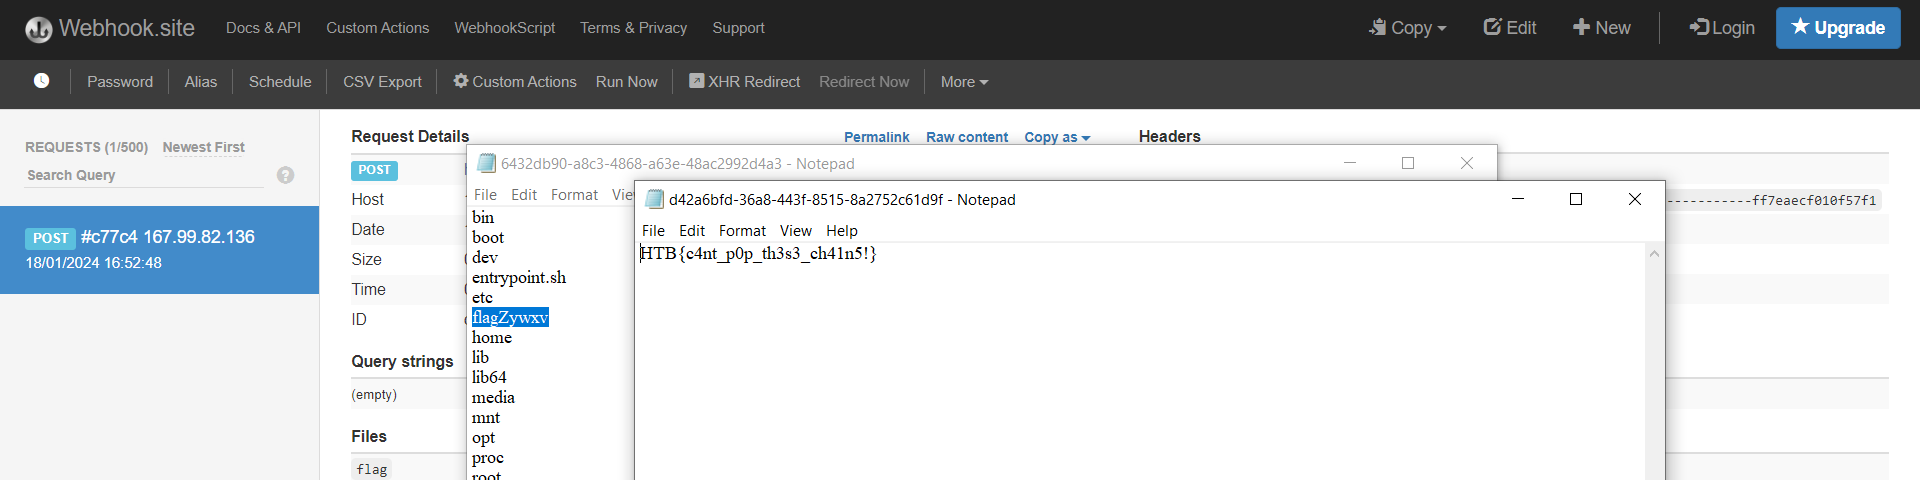 Webhook.site Docs & API Custom Actions WebhookScript Terms & Privacy Support Copy Edit New Login Upgrade
Password Alias Schedule CSV Export Custom Actions Run Now XHR Redirect Redirect Now More
REQUESTS (1/500) Newest First
Search Query ?
POST #c77c4 167.99.82.136
18/01/2024 16:52:48
Request Details Permalink Raw content Copy as Headers
POST
Host
Date
Size
Time
ID
Query strings
(empty)
Files
flag
-----------ff7eaecf010f57f1
6432db90-a8c3-4868-a63e-48ac2992d4a3 - Notepad
File Edit Format
bin
boot
dev
entrypoint.sh
etc
flagZywxv
home
lib
lib64
media
mnt
opt
proc
root
d42a6bfd-36a8-443f-8515-8a2752c61d9f - Notepad
File Edit Format View Help
HTB{c4nt_p0p_th3s3_ch41n5!}